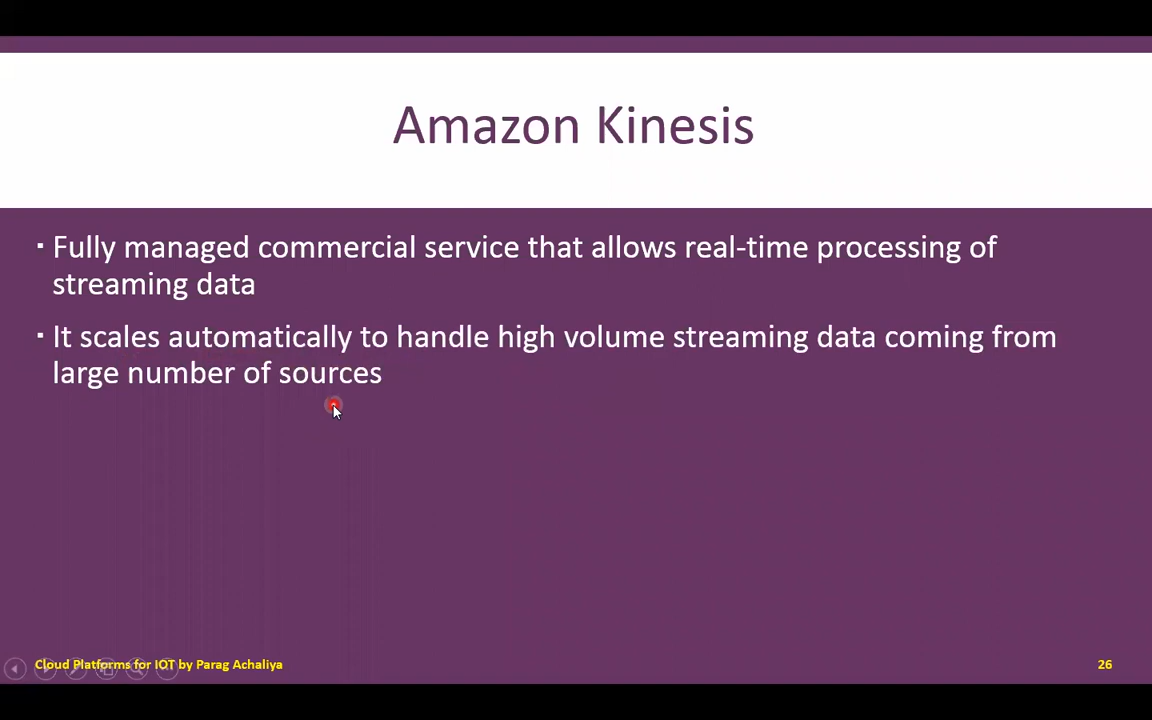 Amazon Kinesis
▪ Fully managed commercial service that allows real-time processing of
streaming data
▪ It scales automatically to handle high volume streaming data coming from
large number of sources
Cloud Platforms for IOT by Parag Achaliya
26